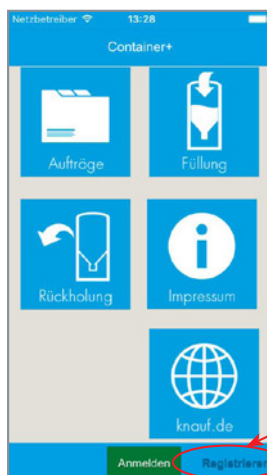 Netzbetreiber 13:28
Container+
Aufträge Füllung
Rückholung Impressum
knauf.de
Anmelden Registrieren